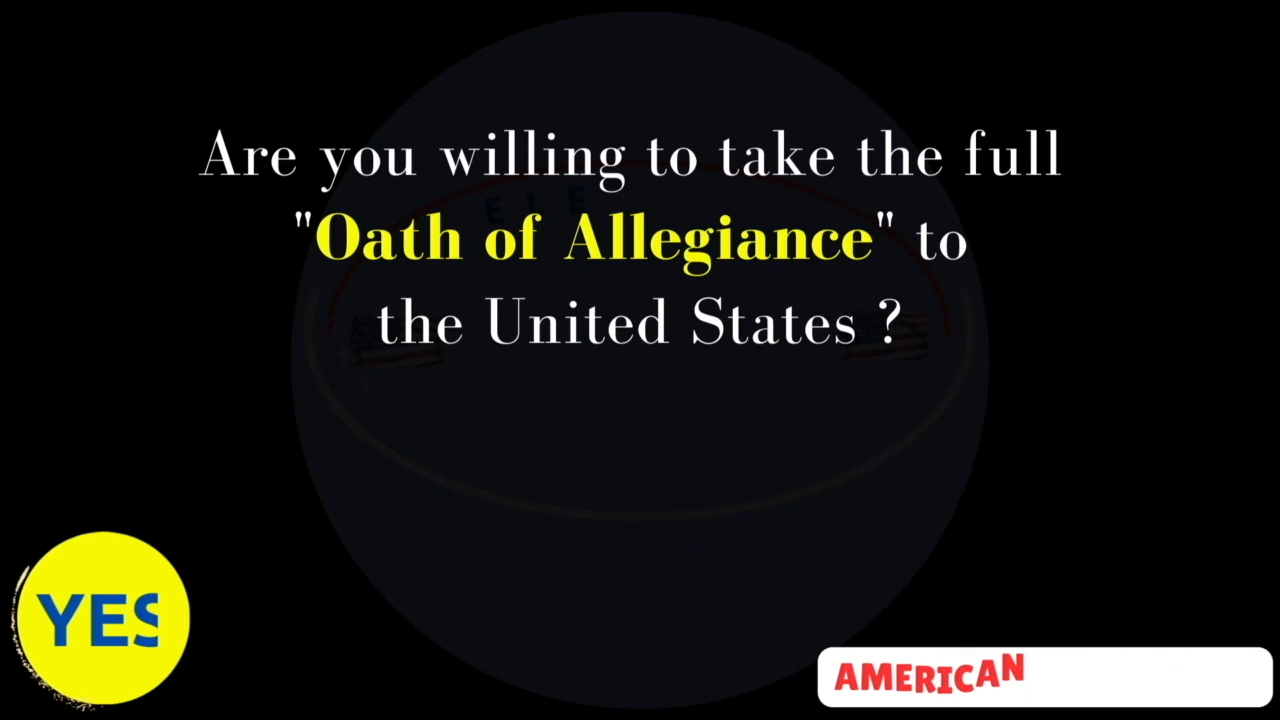 Are you willing to take the full
"Oath of Allegiance" to
the United States ?
YES
AMERICAN